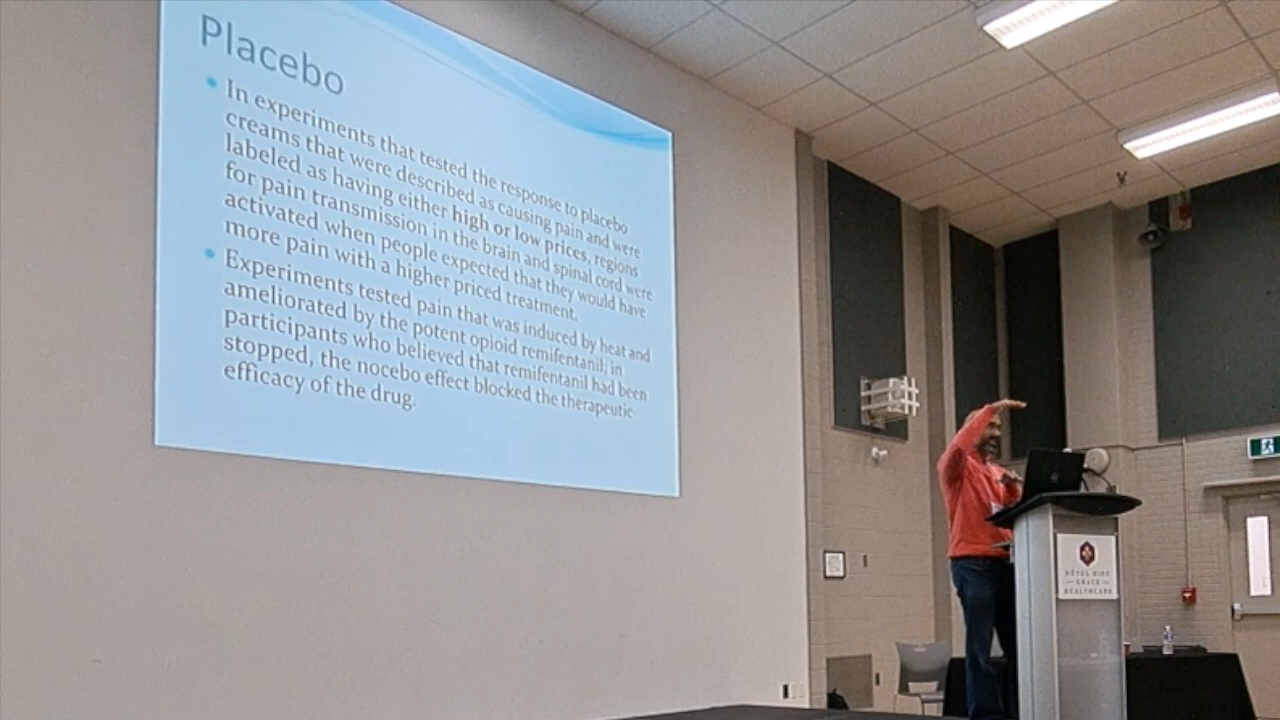 Placebo
In experiments that tested the response to placebo
creams that were described as causing pain and were
labeled as having either high or low prices, regions
for pain transmission in the brain and spinal cord were
activated when people expected that they would have
more pain with a higher priced treatment.
Experiments tested pain that was induced by heat and
ameliorated by the potent opioid remifentanil; in
participants who believed that remifentanil had been
stopped, the nocebo effect blocked the therapeutic
efficacy of the drug.
HÔTEL-DIEU
GRACE
HEALTHCARE